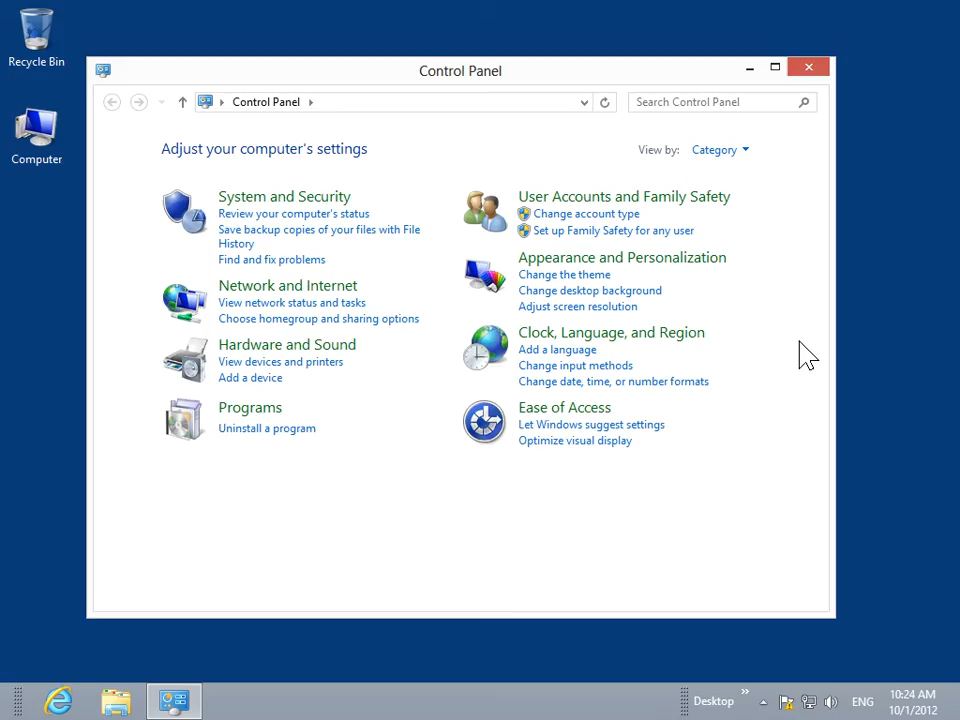 Recycle Bin
Computer
Control Panel
Control Panel
Search Control Panel
Adjust your computer's settings
View by: Category
System and Security
Review your computer's status
Save backup copies of your files with File
History
Find and fix problems
Network and Internet
View network status and tasks
Choose homegroup and sharing options
Hardware and Sound
View devices and printers
Add a device
Programs
Uninstall a program
User Accounts and Family Safety
Change account type
Set up Family Safety for any user
Appearance and Personalization
Change the theme
Change desktop background
Adjust screen resolution
Clock, Language, and Region
Add a language
Change input methods
Change date, time, or number formats
Ease of Access
Let Windows suggest settings
Optimize visual display
Desktop
ENG
10:24 AM
10/1/2012